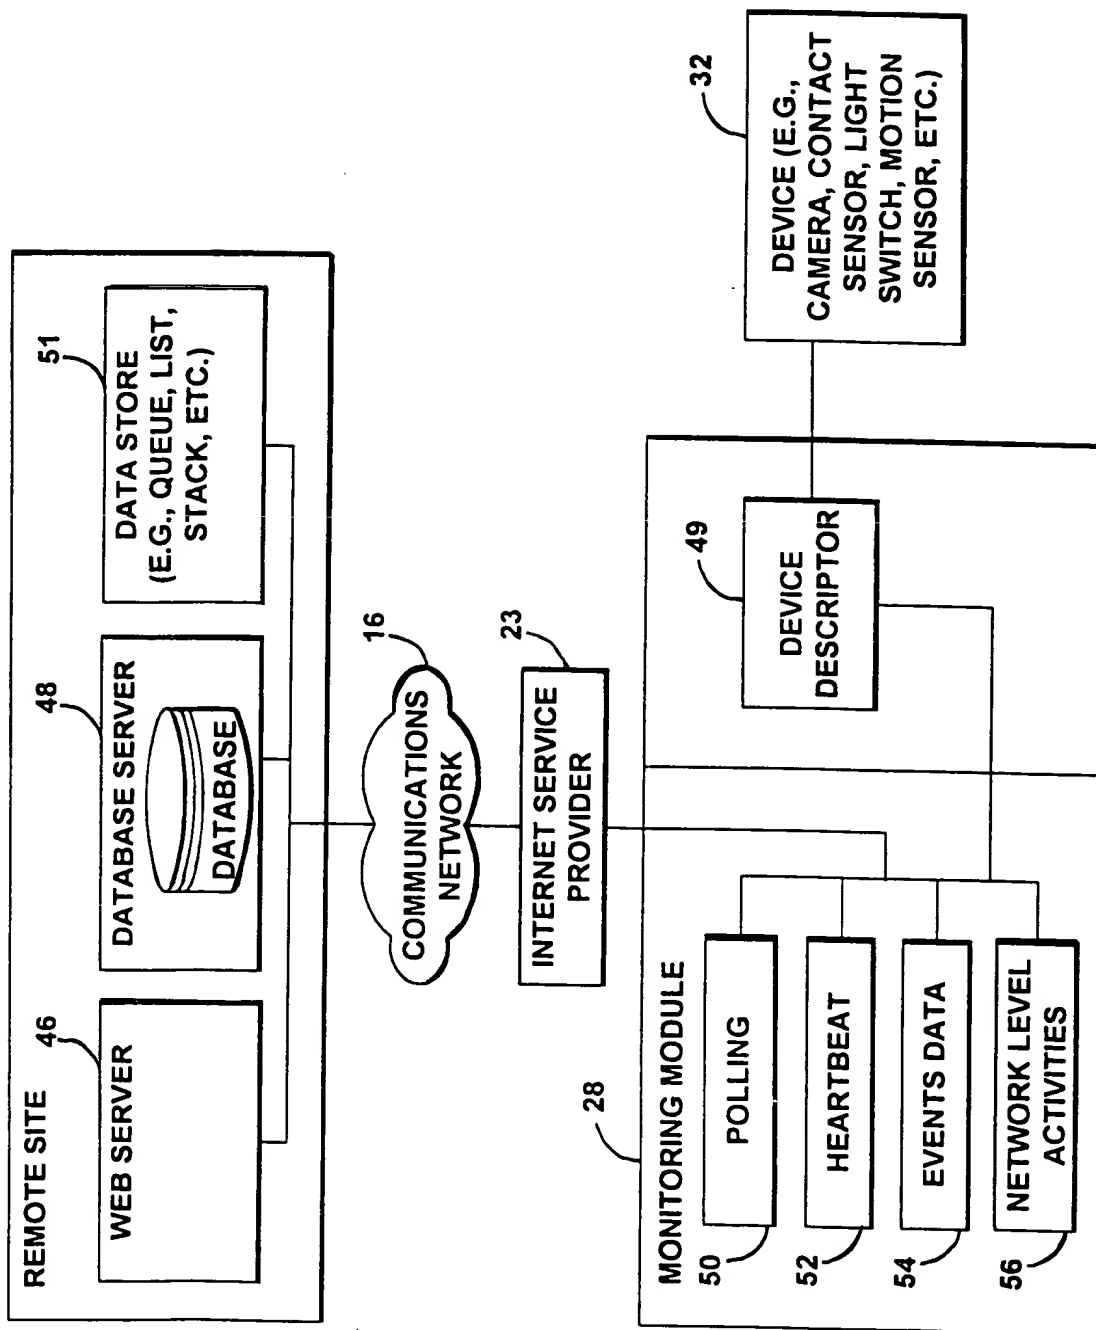 REMOTE SITE
46
WEB SERVER
48
DATABASE SERVER
DATABASE
51
DATA STORE
(E.G., QUEUE, LIST,
STACK, ETC.)
16
COMMUNICATIONS
NETWORK
23
INTERNET SERVICE
PROVIDER
28
MONITORING MODULE
50
POLLING
52
HEARTBEAT
54
EVENTS DATA
56
NETWORK LEVEL
ACTIVITIES
49
DEVICE
DESCRIPTOR
32
DEVICE (E.G.,
CAMERA, CONTACT
SENSOR, LIGHT
SWITCH, MOTION
SENSOR, ETC.)